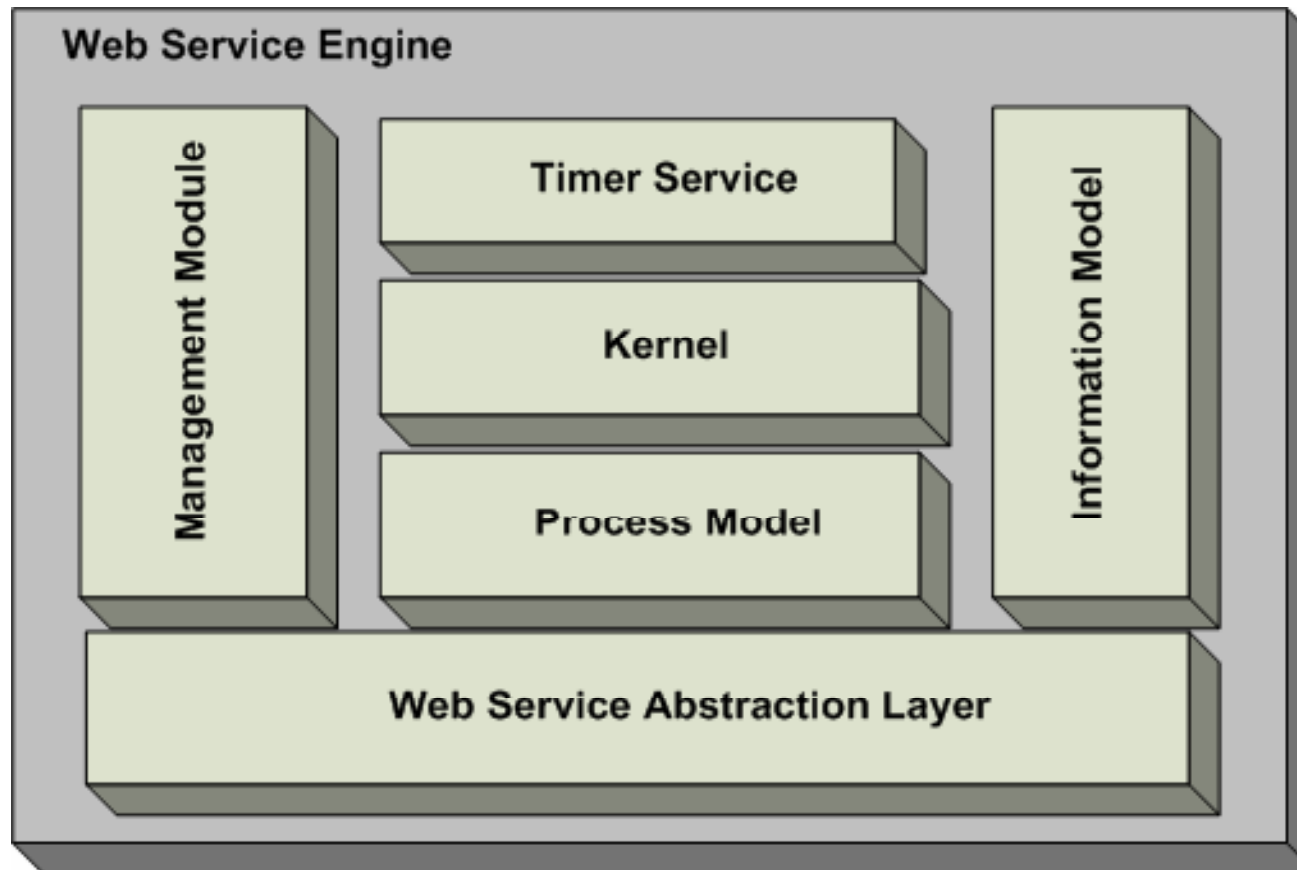 Web Service Engine
Management Module
Timer Service
Kernel
Process Model
Information Model
Web Service Abstraction Layer